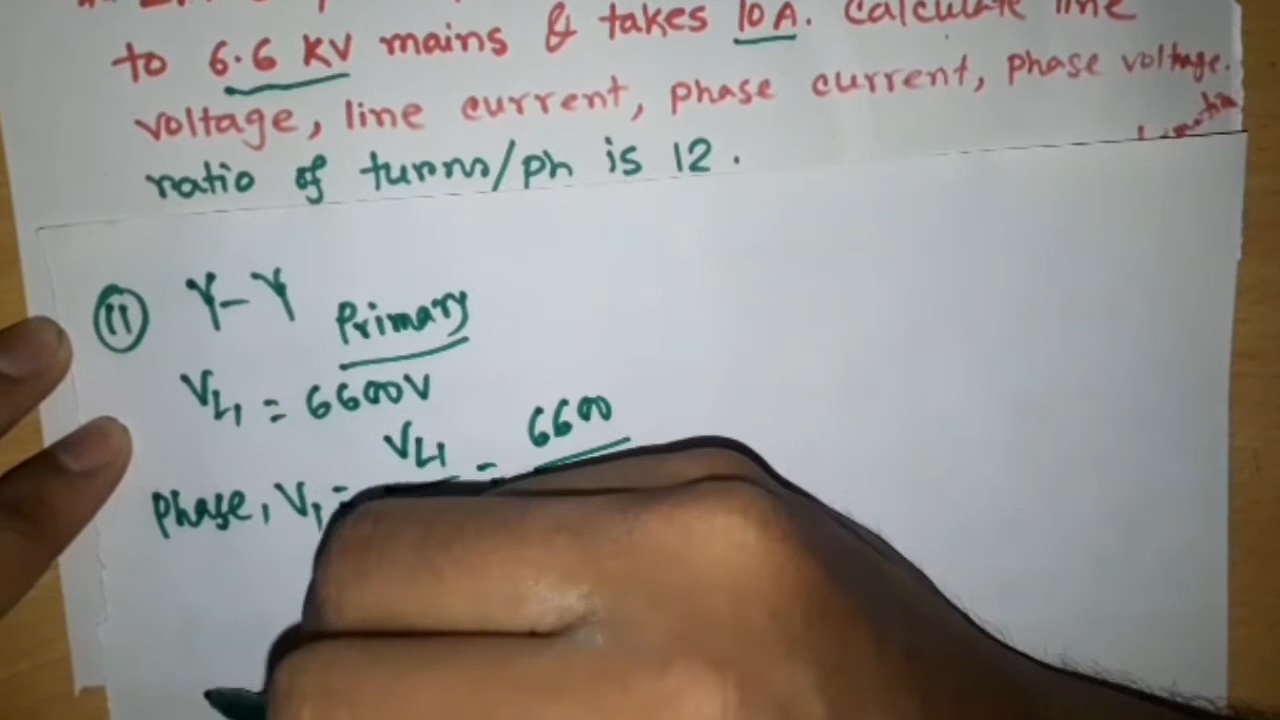 to 6.6 KV mains & takes 10A. Calculate line
voltage, line current, phase current, phase voltage.
ratio of turns/ph is 12.
(11) Y-Y Primary
VL1 = 6600V
Phase, V1 = VL1 = 6600